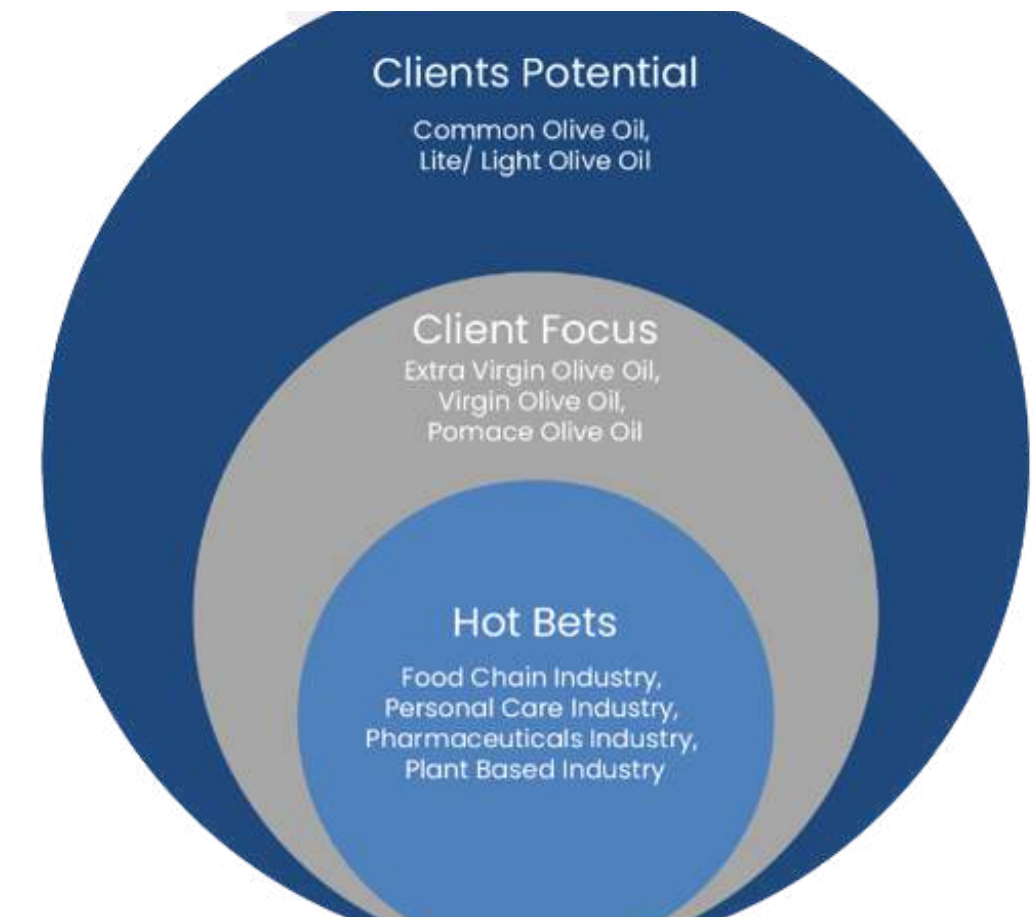 Clients Potential
Common Olive Oil,
Lite/ Light Olive Oil
Client Focus
Extra Virgin Olive Oil,
Virgin Olive Oil,
Pomace Olive Oil
Hot Bets
Food Chain Industry,
Personal Care Industry,
Pharmaceuticals Industry,
Plant Based Industry